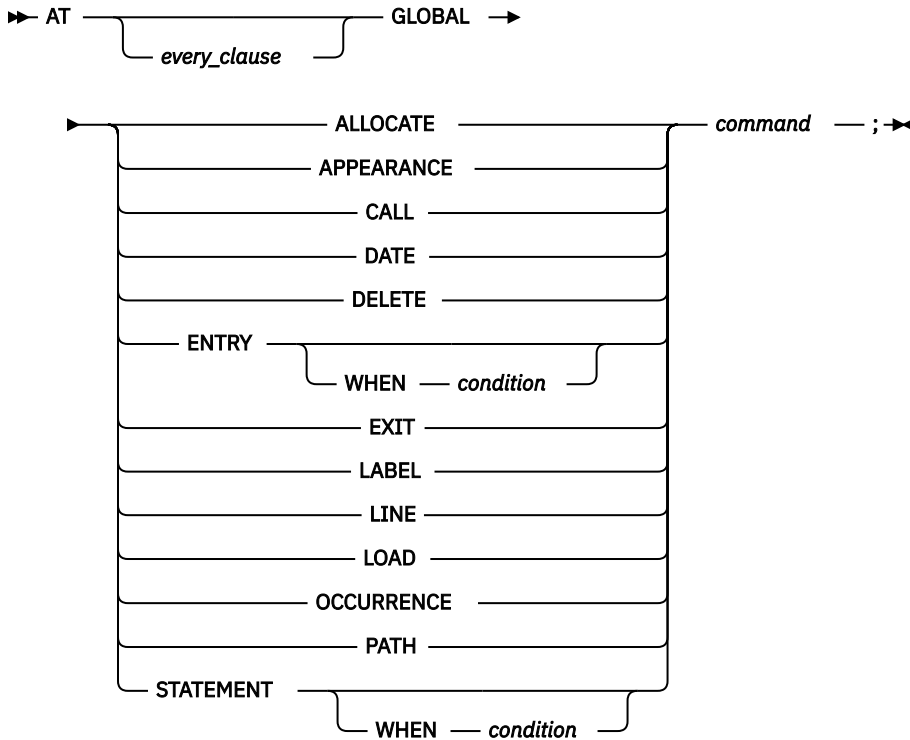 AT GLOBAL
every_clause
ALLOCATE command ;
APPEARANCE
CALL
DATE
DELETE
ENTRY
WHEN condition
EXIT
LABEL
LINE
LOAD
OCCURRENCE
PATH
STATEMENT
WHEN condition